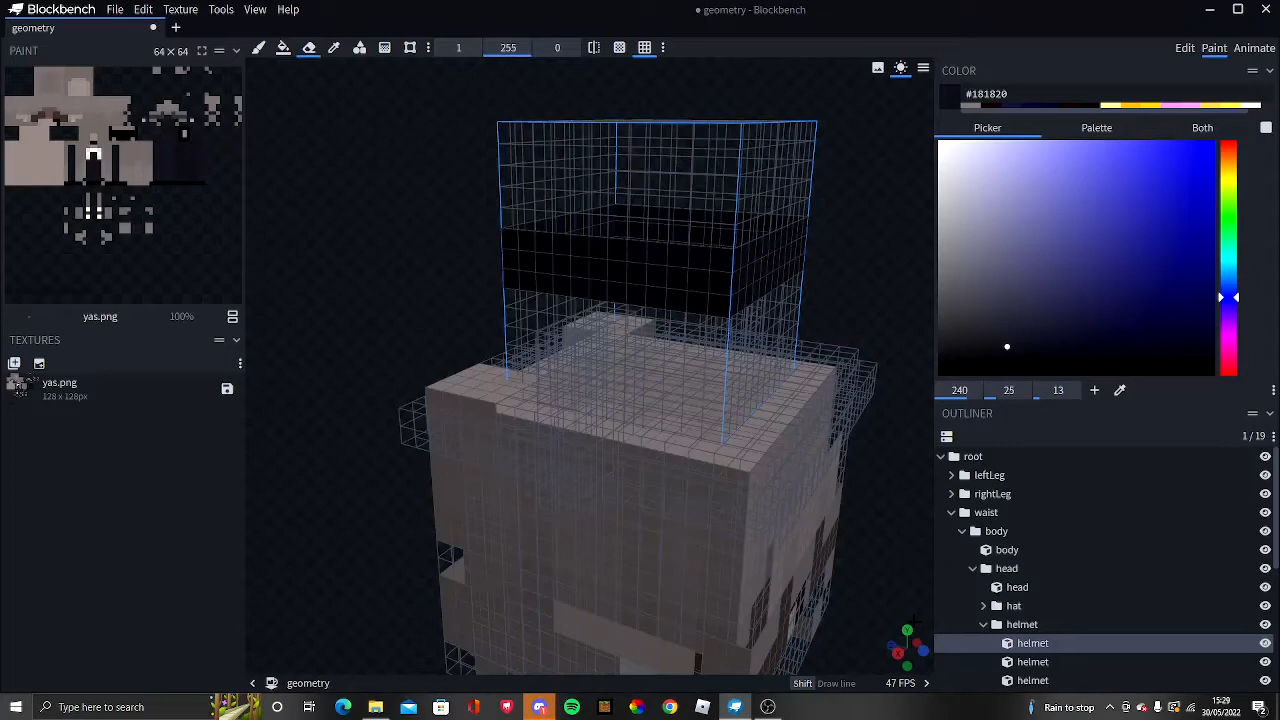 Blockbench File Edit Texture Tools View Help
geometry - Blockbench
geometry
PAINT 64 × 64
1 255 0
Edit Paint Animate
COLOR
#181820
Picker Palette Both
yas.png 100%
240 25 13
TEXTURES
yas.png
128 x 128px
OUTLINER
1 / 19
root
leftLeg
rightLeg
waist
body
body
head
head
hat
helmet
helmet
helmet
helmet
geometry
Shift Draw line 47 FPS
Type here to search
Rain to stop
15:29
30/05/2022